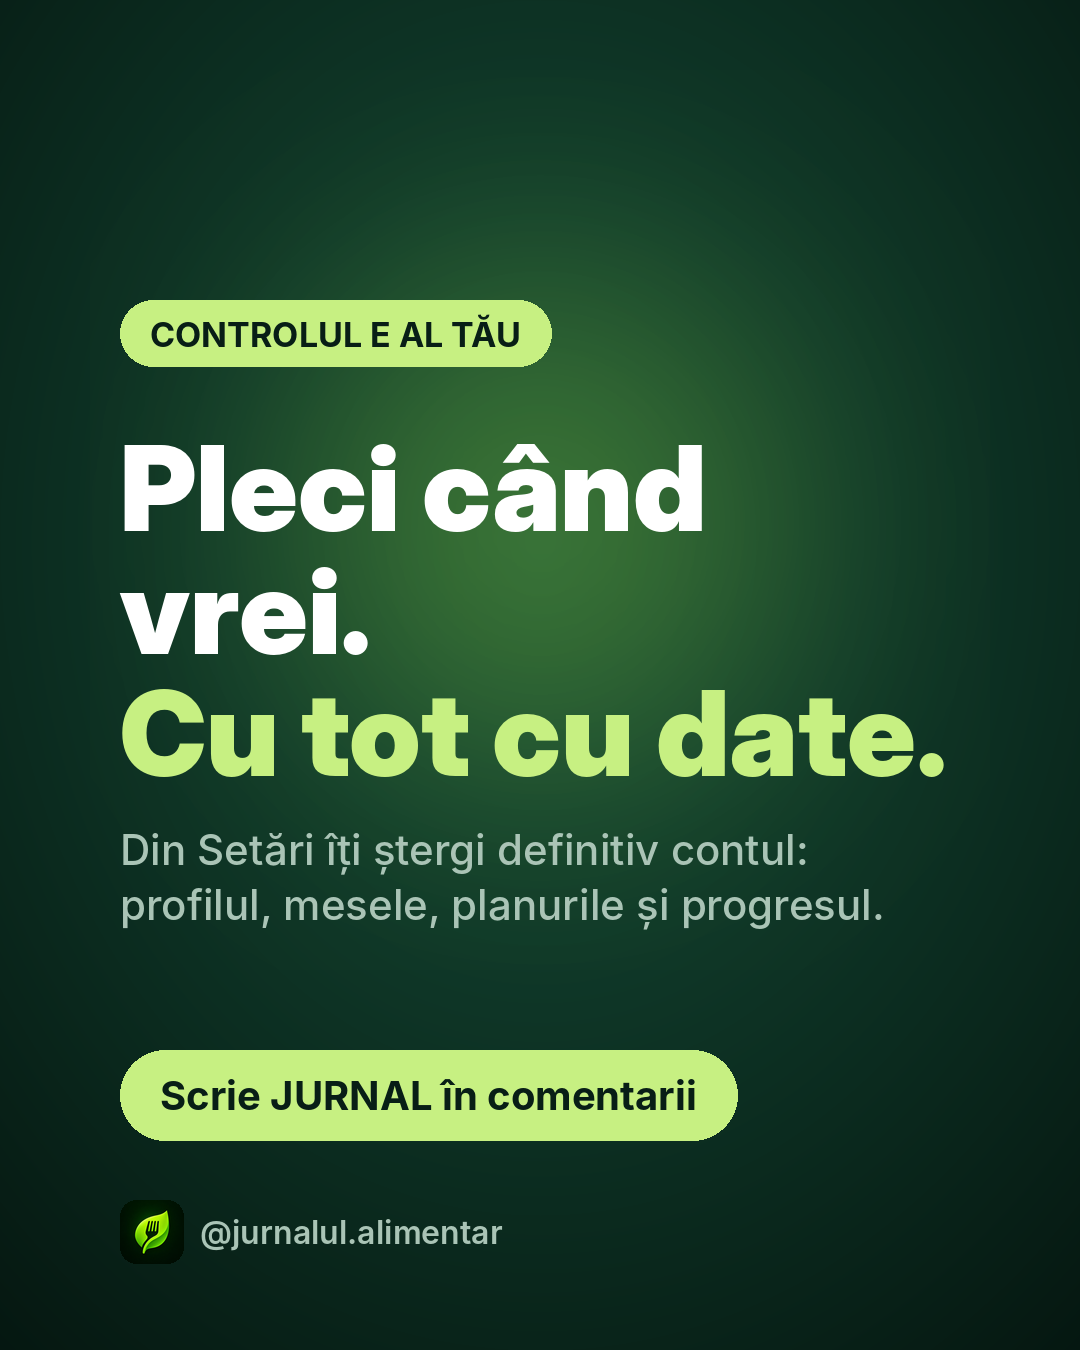 CONTROLUL E AL TĂU
Pleci când
vrei.
Cu tot cu date.
Din Setări îți ștergi definitiv contul:
profilul, mesele, planurile și progresul.
Scrie JURNAL în comentarii
@jurnalul.alimentar